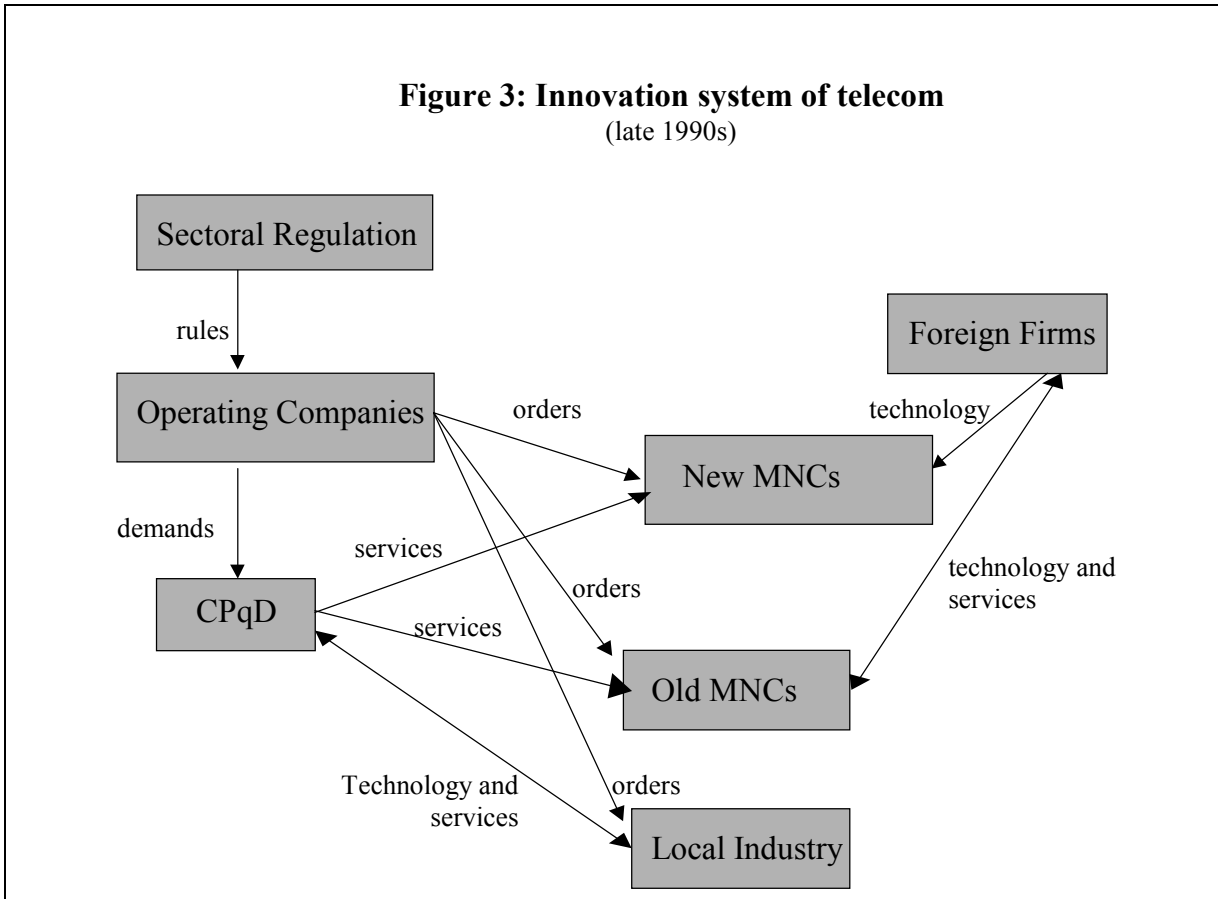 Figure 3: Innovation system of telecom
(late 1990s)
Sectoral Regulation
rules
Foreign Firms
Operating Companies
orders
technology
New MNCs
demands
services
technology and
services
CPqD
orders
services
Old MNCs
Technology and
services
orders
Local Industry